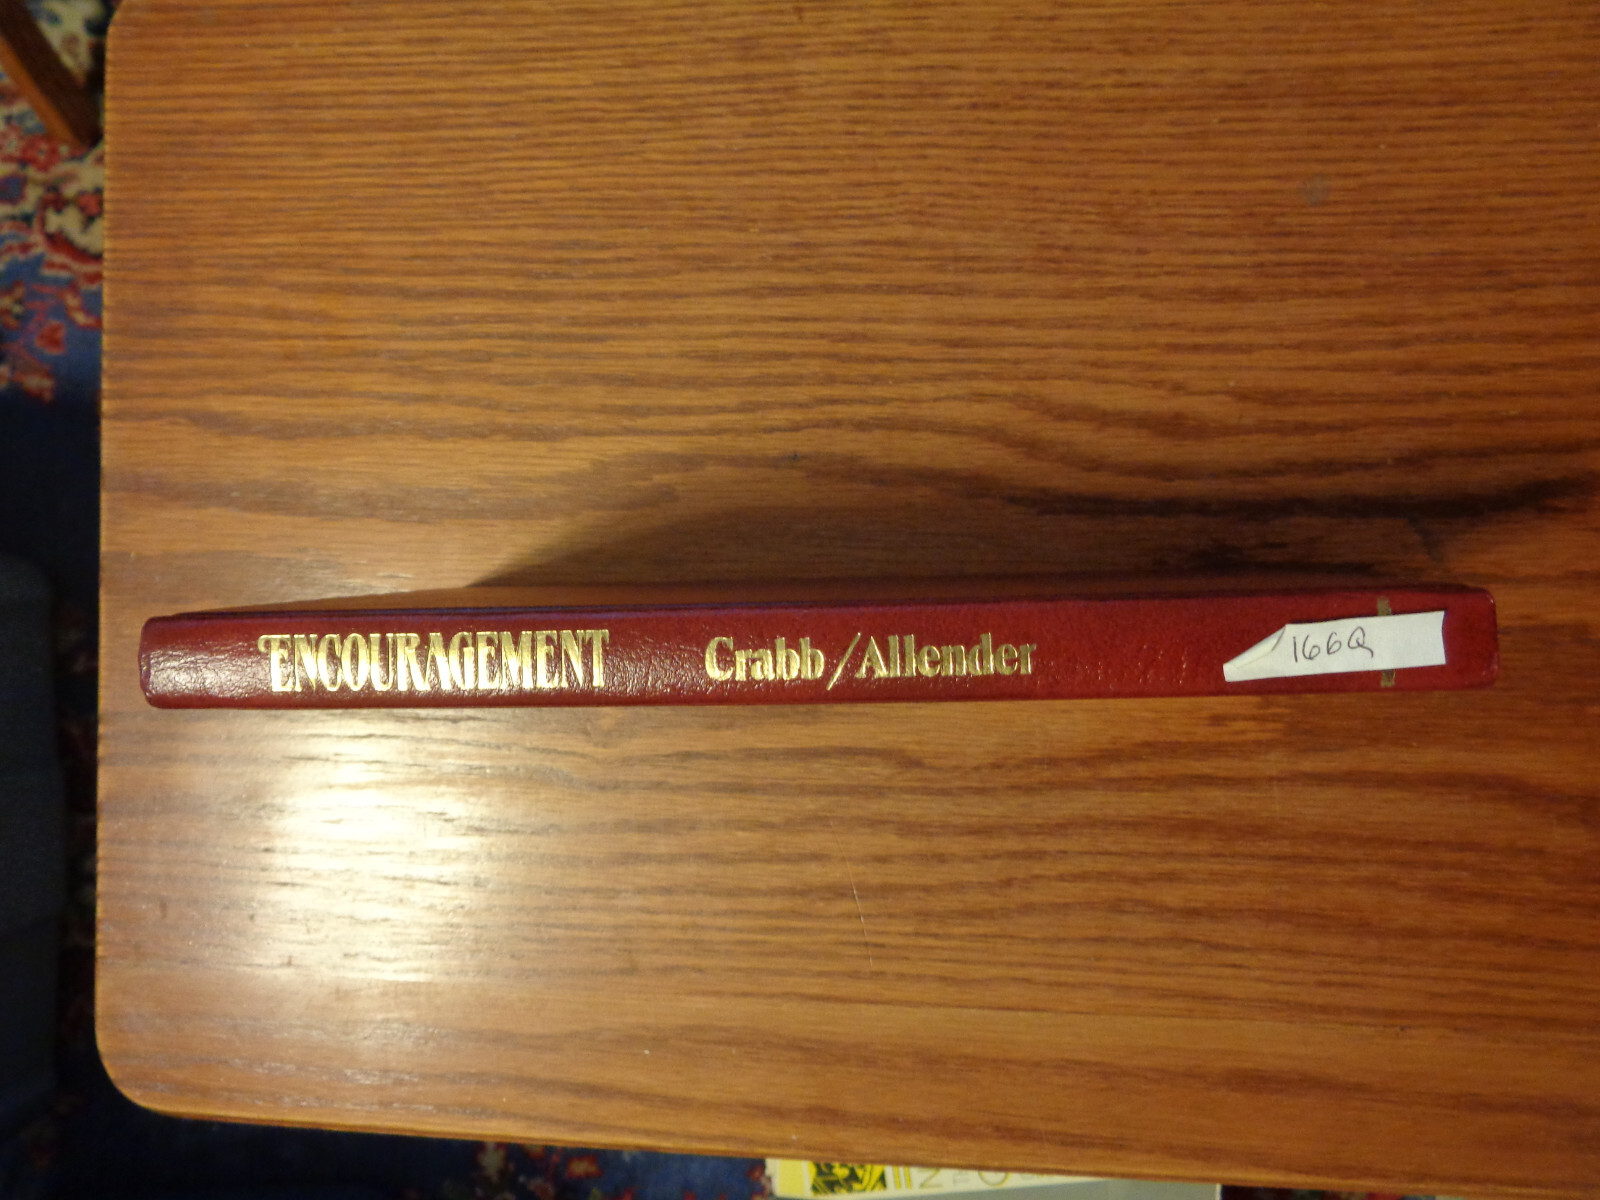 ENCOURAGEMENT Crabb/Allender
166Q